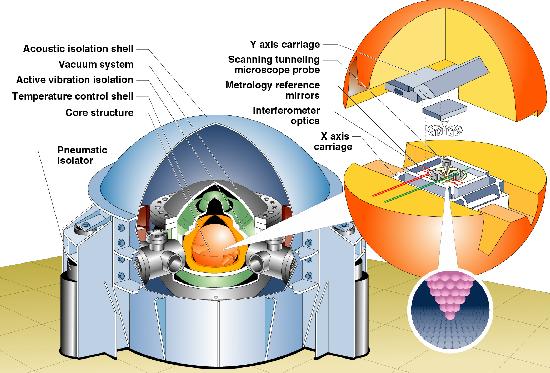 Acoustic isolation shell
Vacuum system
Active vibration isolation
Temperature control shell
Core structure
Pneumatic
isolator
Y axis carriage
Scanning tunneling
microscope probe
Metrology reference
mirrors
Interferometer
optics
X axis
carriage